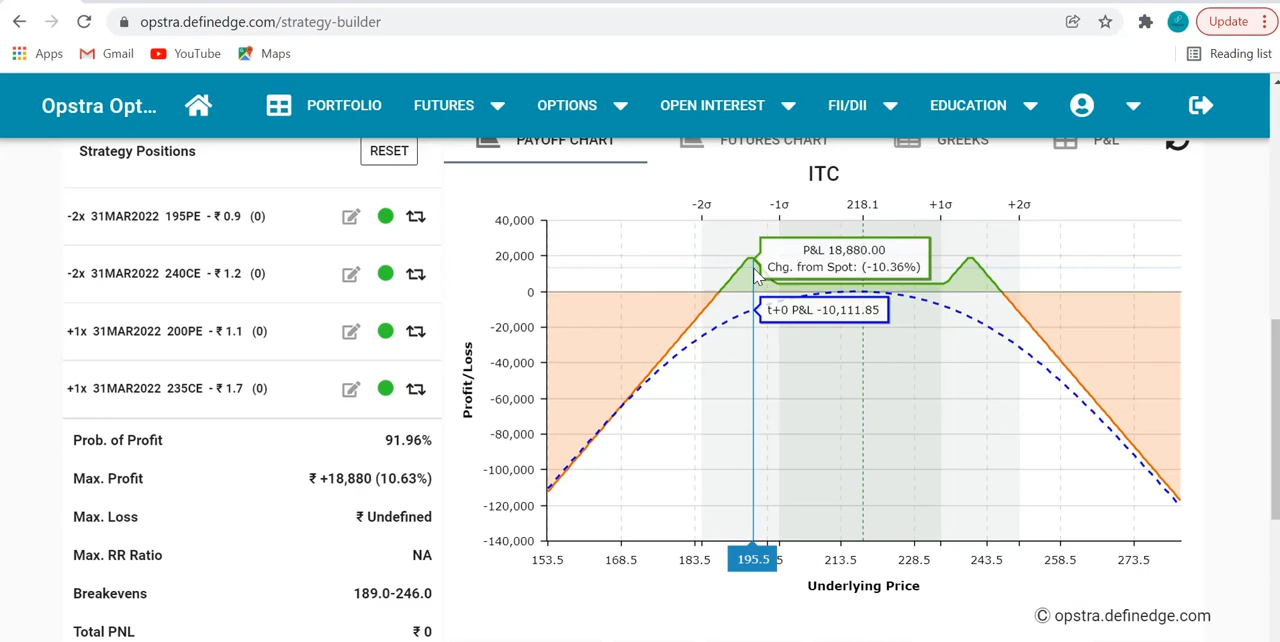 opstra.definedge.com/strategy-builder
Update
Apps Gmail YouTube Maps Reading list
Opstra Opt... PORTFOLIO FUTURES OPTIONS OPEN INTEREST FII/DII EDUCATION
Strategy Positions RESET
PAYOFF CHART FUTURES CHART GREEKS P&L
ITC
-2x 31MAR2022 195PE - ₹ 0.9 (0)
-2x 31MAR2022 240CE - ₹ 1.2 (0)
+1x 31MAR2022 200PE - ₹ 1.1 (0)
+1x 31MAR2022 235CE - ₹ 1.7 (0)
Prob. of Profit 91.96%
Max. Profit ₹ +18,880 (10.63%)
Max. Loss ₹ Undefined
Max. RR Ratio NA
Breakevens 189.0-246.0
Total PNL ₹ 0
-2σ -1σ 218.1 +1σ +2σ
40,000
20,000
0
-20,000
-40,000
-60,000
-80,000
-100,000
-120,000
-140,000
Profit/Loss
P&L 18,880.00
Chg. from Spot: (-10.36%)
t+0 P&L -10,111.85
153.5 168.5 183.5 195.5 5 213.5 228.5 243.5 258.5 273.5
Underlying Price
© opstra.definedge.com